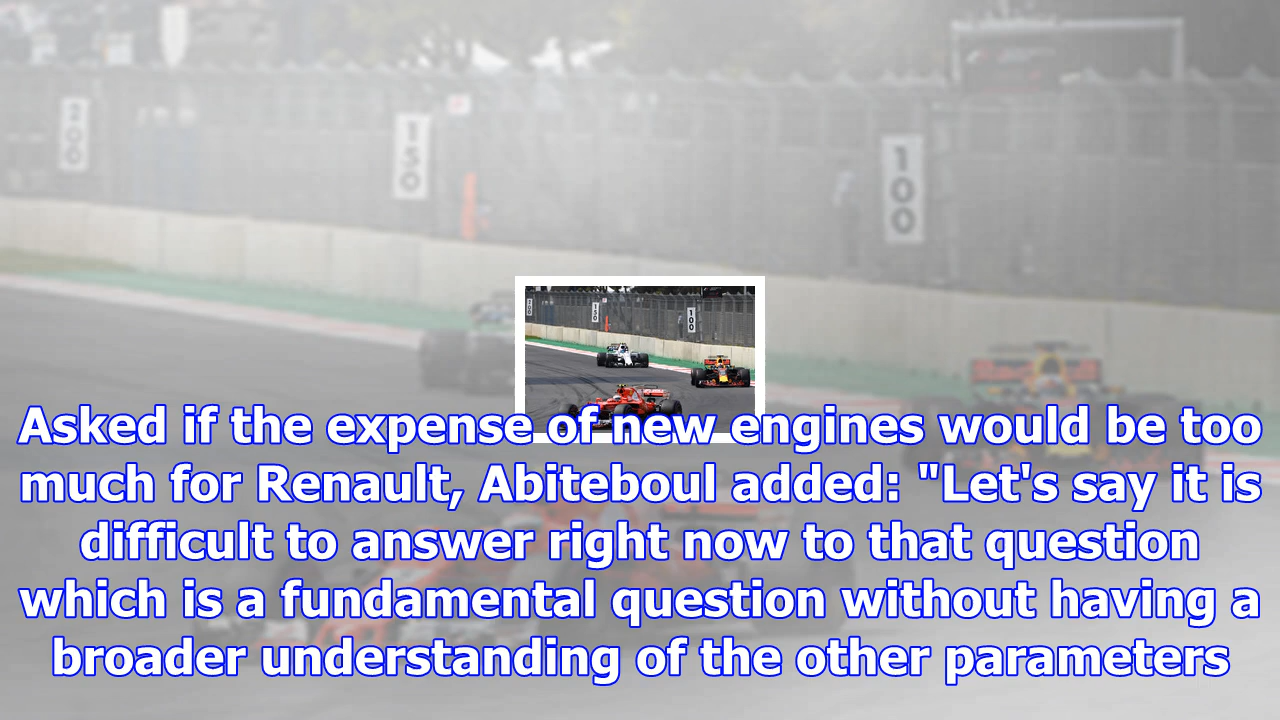 200
150
100
150
100
Asked if the expense of new engines would be too
much for Renault, Abiteboul added: "Let's say it is
difficult to answer right now to that question
which is a fundamental question without having a
broader understanding of the other parameters